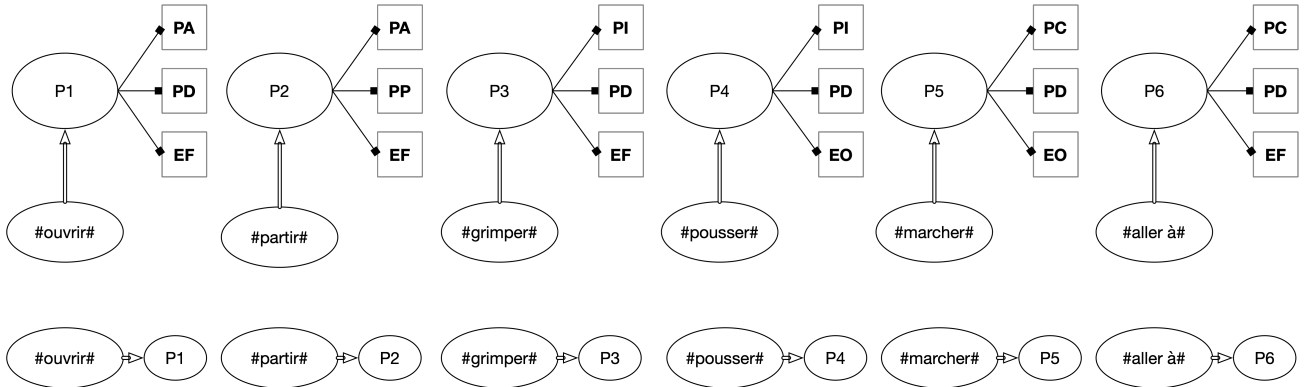 PA PA PI PI PC PC
P1 PD P2 PP P3 PD P4 PD P5 PD P6 PD
EF EF EF EO EO EF
#ouvrir# #partir# #grimper# #pousser# #marcher# #aller à#
#ouvrir# P1 #partir# P2 #grimper# P3 #pousser# P4 #marcher# P5 #aller à# P6